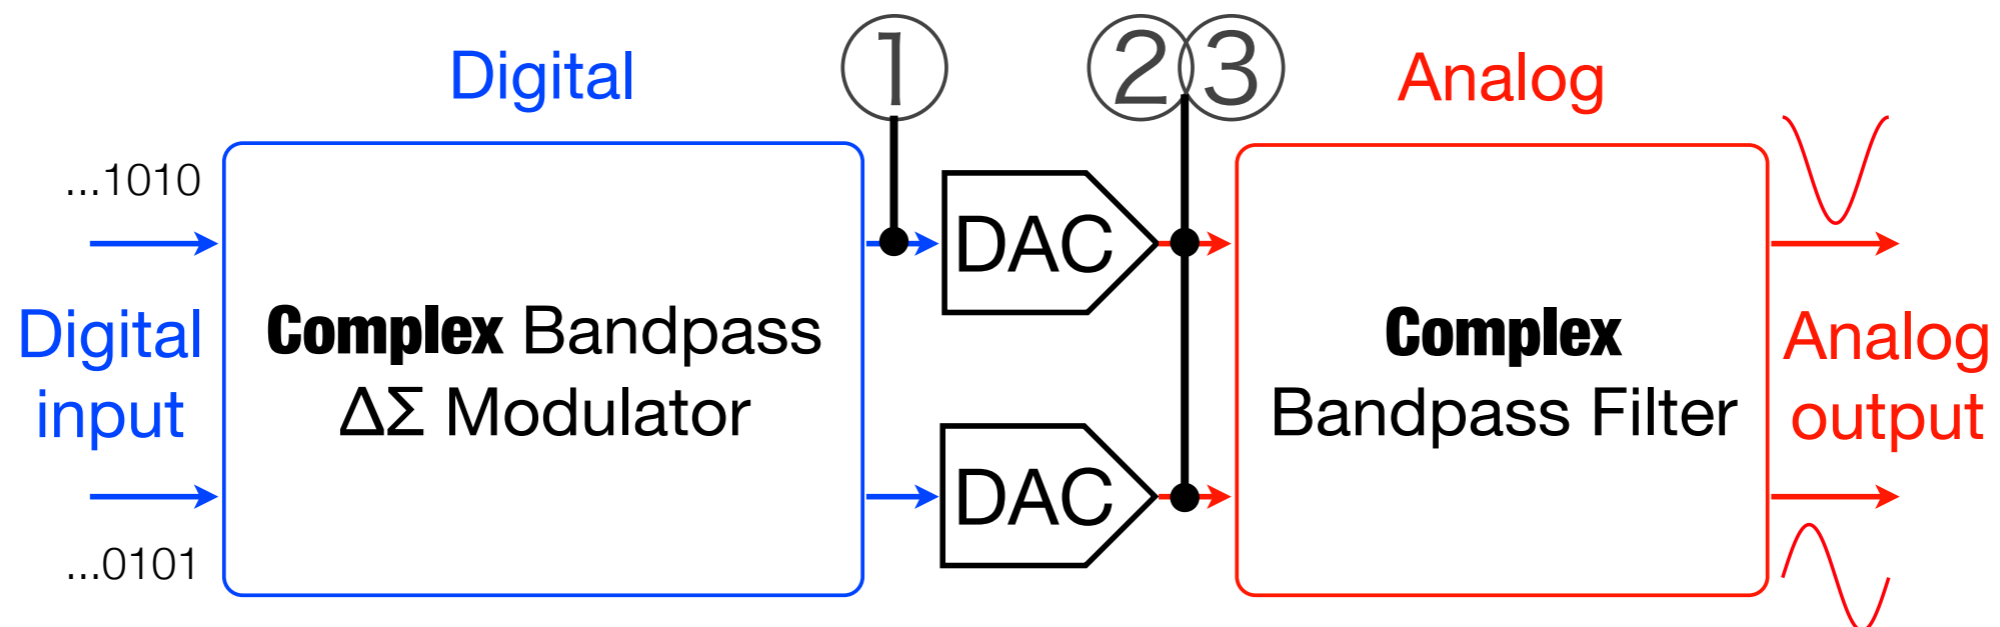 Digital
①
②③
Analog
...1010
DAC
Digital
input
Complex Bandpass
ΔΣ Modulator
Complex
Bandpass Filter
Analog
output
DAC
...0101